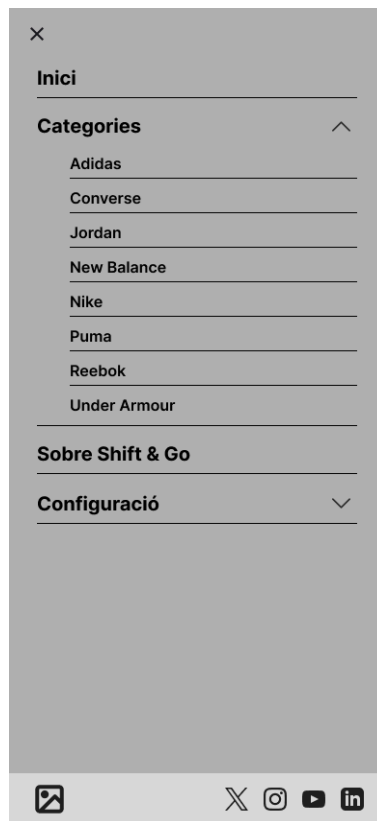 Inici
Categories
Adidas
Converse
Jordan
New Balance
Nike
Puma
Reebok
Under Armour
Sobre Shift & Go
Configuració